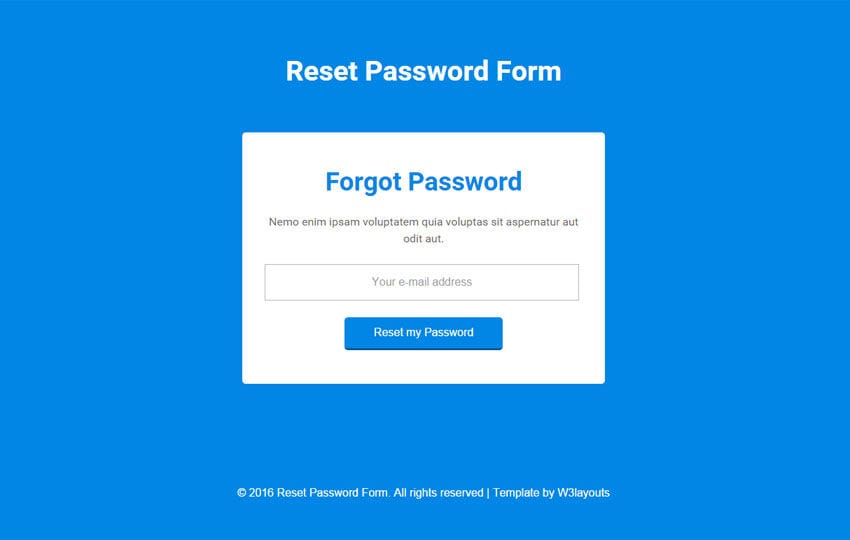 Reset Password Form
Forgot Password
Nemo enim ipsam voluptatem quia voluptas sit aspernatur aut
odit aut.
Your e-mail address
Reset my Password
© 2016 Reset Password Form. All rights reserved | Template by W3layouts